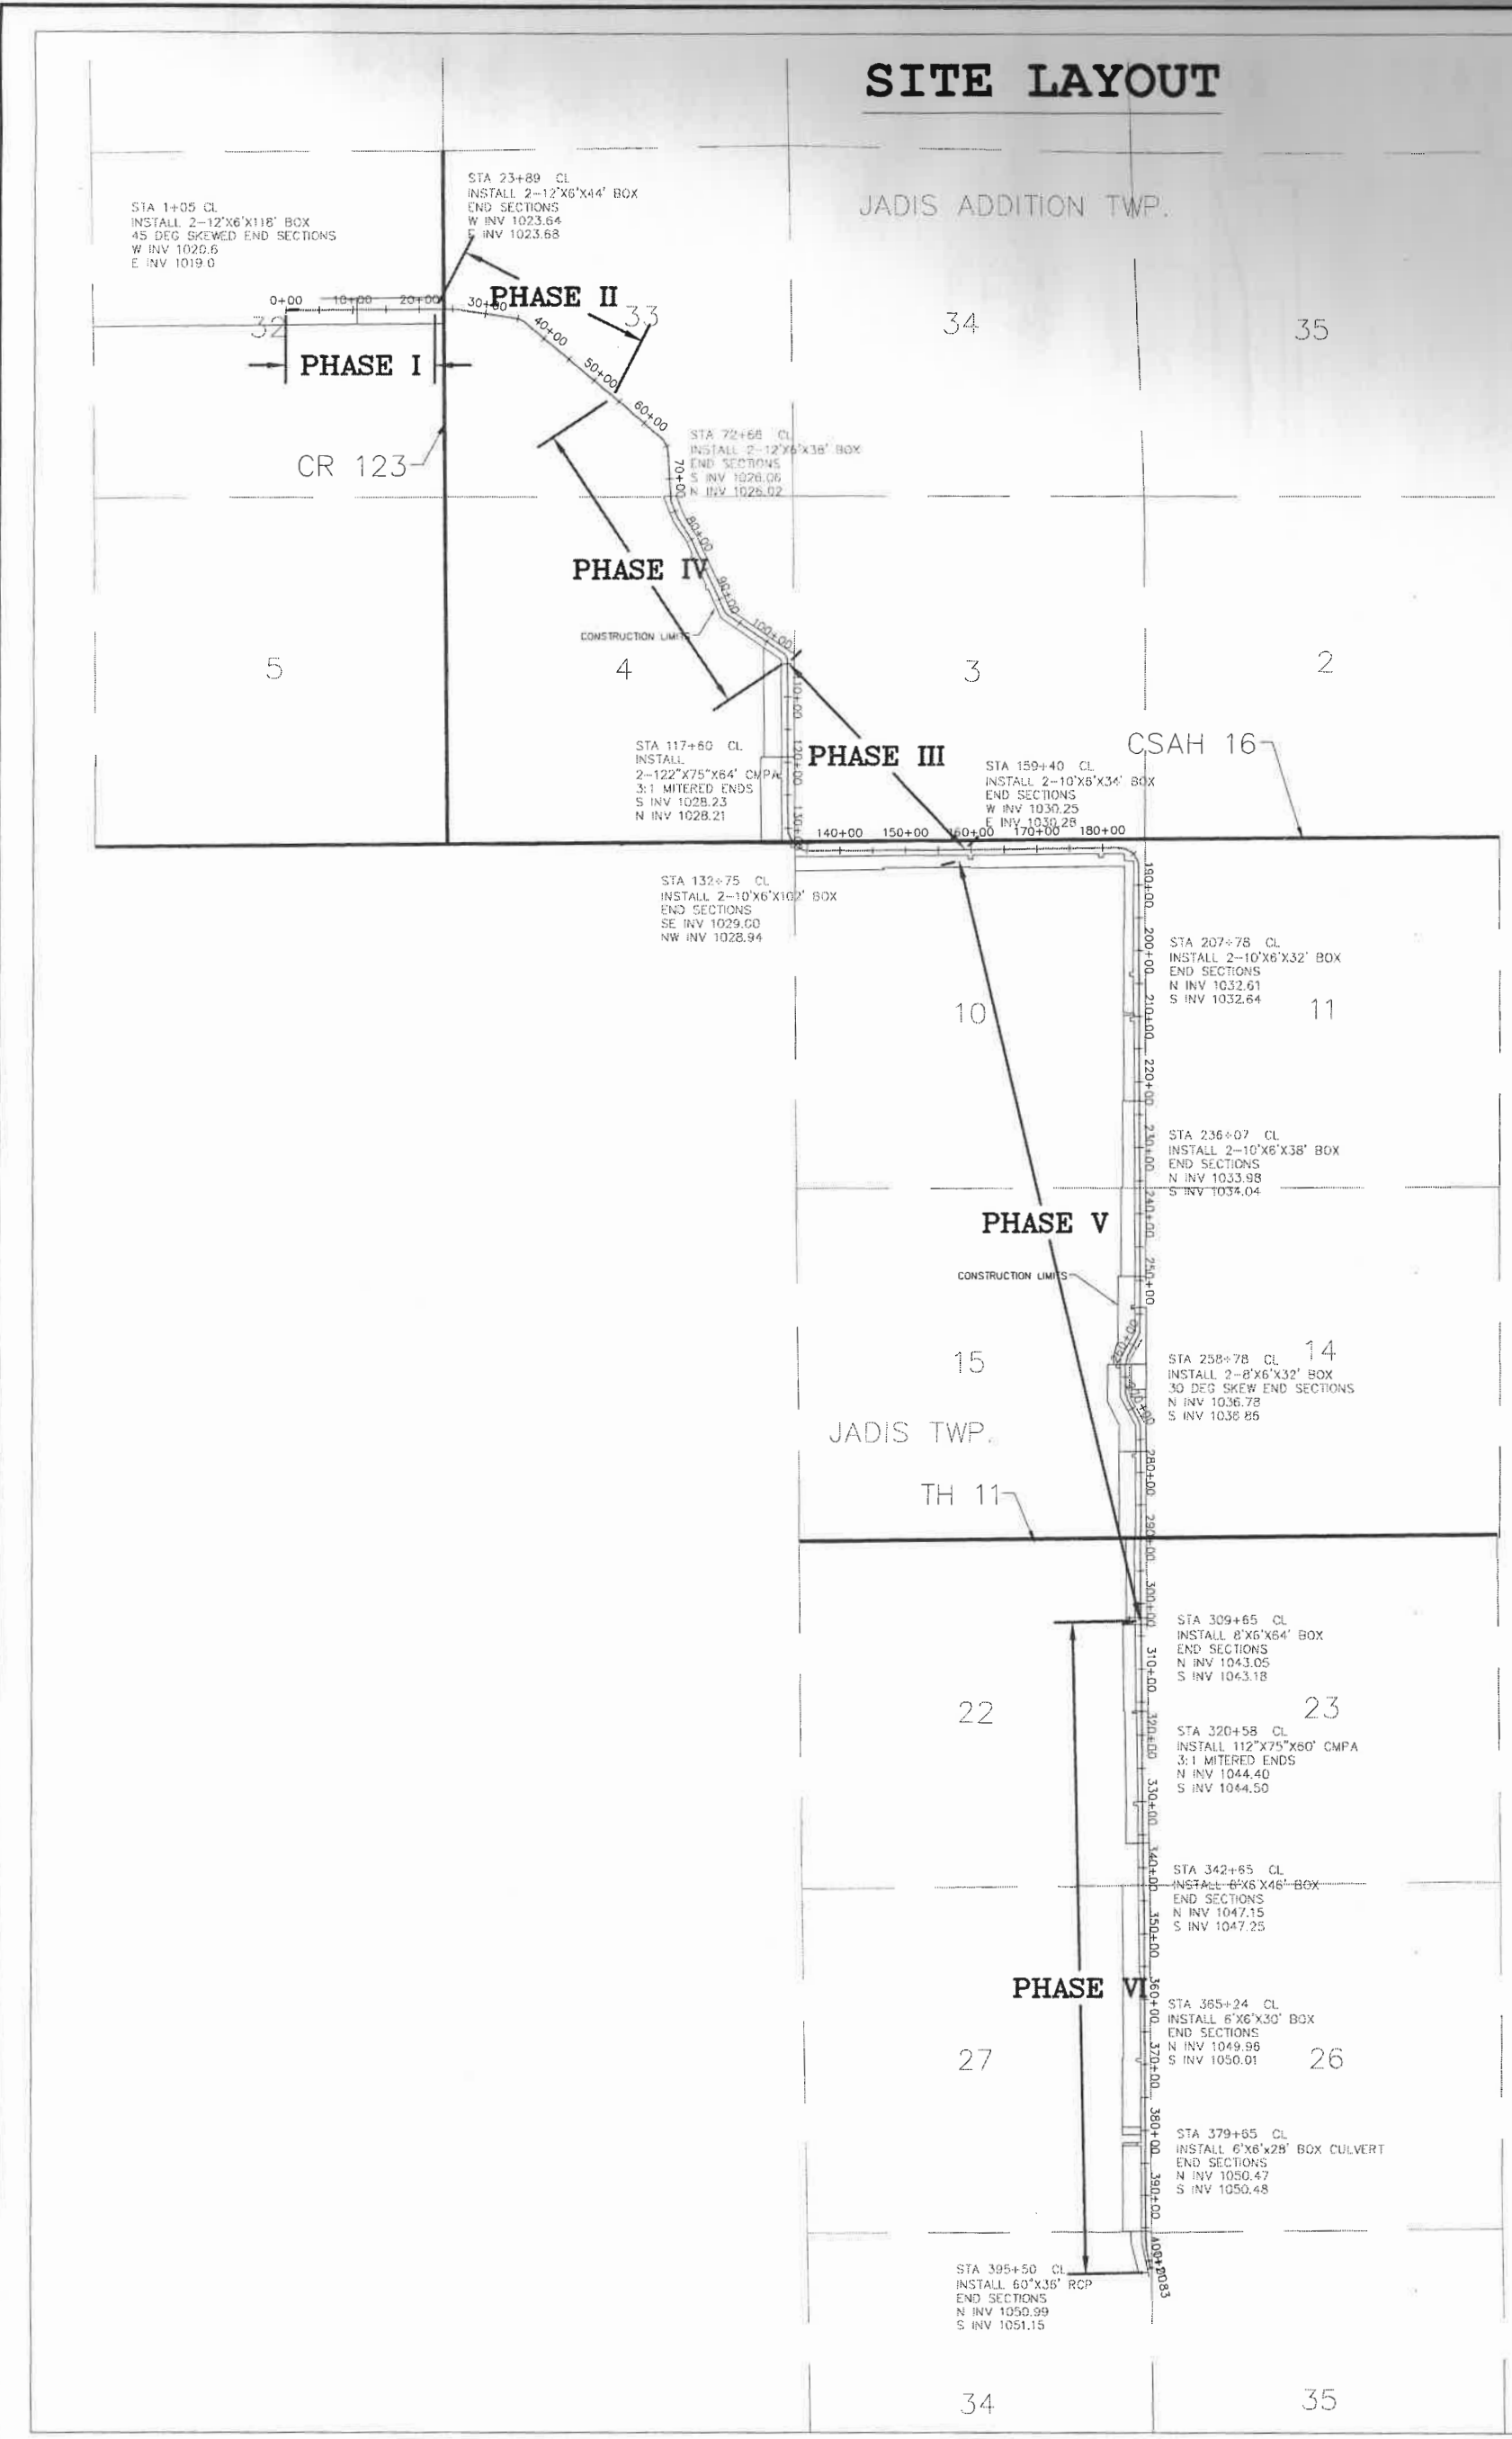 SITE LAYOUT
JADIS ADDITION TWP.
STA 1+05 CL
INSTALL 2-12'X6'X118' BOX
45 DEG SKEWED END SECTIONS
W INV 1020.6
E INV 1019.0
STA 23+89 CL
INSTALL 2-12'X6'X44' BOX
END SECTIONS
W INV 1023.64
E INV 1023.68
0+00
10+00
20+00
30+00
PHASE II
33
34
35
32
PHASE I
40+00
50+00
60+00
CR 123
STA 72+68 CL
INSTALL 2-12'X6'X38' BOX
END SECTIONS
S INV 1026.06
N INV 1026.02
70+00
80+00
PHASE IV
90+00
100+00
CONSTRUCTION LIMITS
5
4
3
2
110+00
CSAH 16
STA 117+60 CL
INSTALL
2-122"X75"X64' CMPA
3:1 MITERED ENDS
S INV 1028.23
N INV 1028.21
120+00
PHASE III
STA 159+40 CL
INSTALL 2-10'X6'X34' BOX
END SECTIONS
W INV 1030.25
E INV 1030.28
130+00
140+00
150+00
160+00
170+00
180+00
STA 132+75 CL
INSTALL 2-10'X6'X102' BOX
END SECTIONS
SE INV 1029.00
NW INV 1028.94
190+00
200+00
STA 207+78 CL
INSTALL 2-10'X6'X32' BOX
END SECTIONS
N INV 1032.61
S INV 1032.64
10
11
210+00
220+00
230+00
STA 236+07 CL
INSTALL 2-10'X6'X38' BOX
END SECTIONS
N INV 1033.98
S INV 1034.04
240+00
PHASE V
250+00
CONSTRUCTION LIMITS
260+00
15
14
STA 258+78 CL
INSTALL 2-8'X6'X32' BOX
30 DEG SKEW END SECTIONS
N INV 1036.78
S INV 1036.86
JADIS TWP.
280+00
TH 11
290+00
300+00
STA 309+65 CL
INSTALL 8'X6'X64' BOX
END SECTIONS
N INV 1043.05
S INV 1043.18
310+00
22
23
320+00
STA 320+58 CL
INSTALL 112"X75"X60' CMPA
3:1 MITERED ENDS
N INV 1044.40
S INV 1044.50
330+00
340+00
STA 342+65 CL
END SECTIONS
N INV 1047.15
S INV 1047.25
350+00
PHASE VI
360+00
STA 365+24 CL
INSTALL 6'X6'X30' BOX
END SECTIONS
N INV 1049.96
S INV 1050.01
370+00
27
26
380+00
STA 379+65 CL
INSTALL 6'X6'x28' BOX CULVERT
END SECTIONS
N INV 1050.47
S INV 1050.48
390+00
STA 395+50 CL
INSTALL 60"X36' RCP
END SECTIONS
N INV 1050.99
S INV 1051.15
34
35